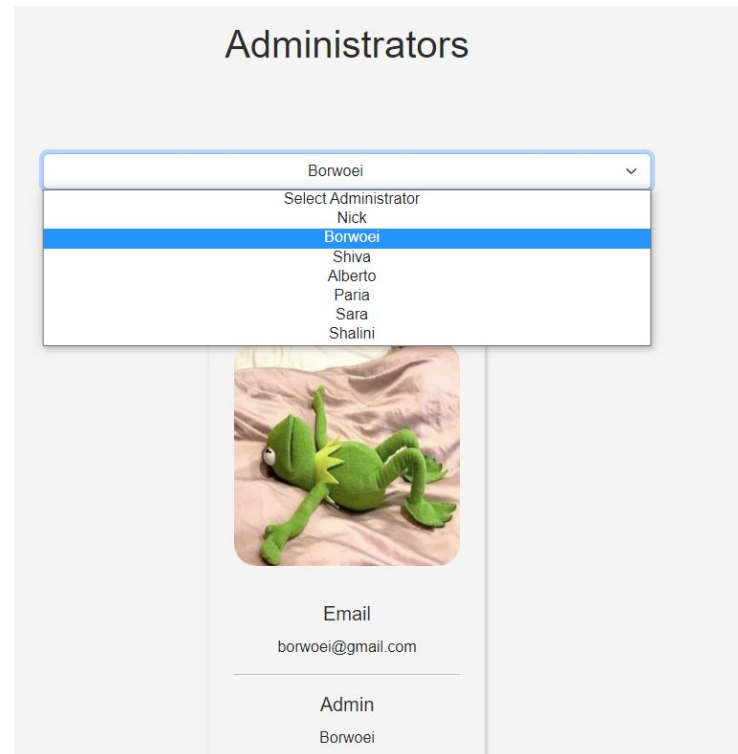 Administrators
Borwoei
Select Administrator
Nick
Borwoei
Shiva
Alberto
Paria
Sara
Shalini
Email
borwoei@gmail.com
Admin
Borwoei